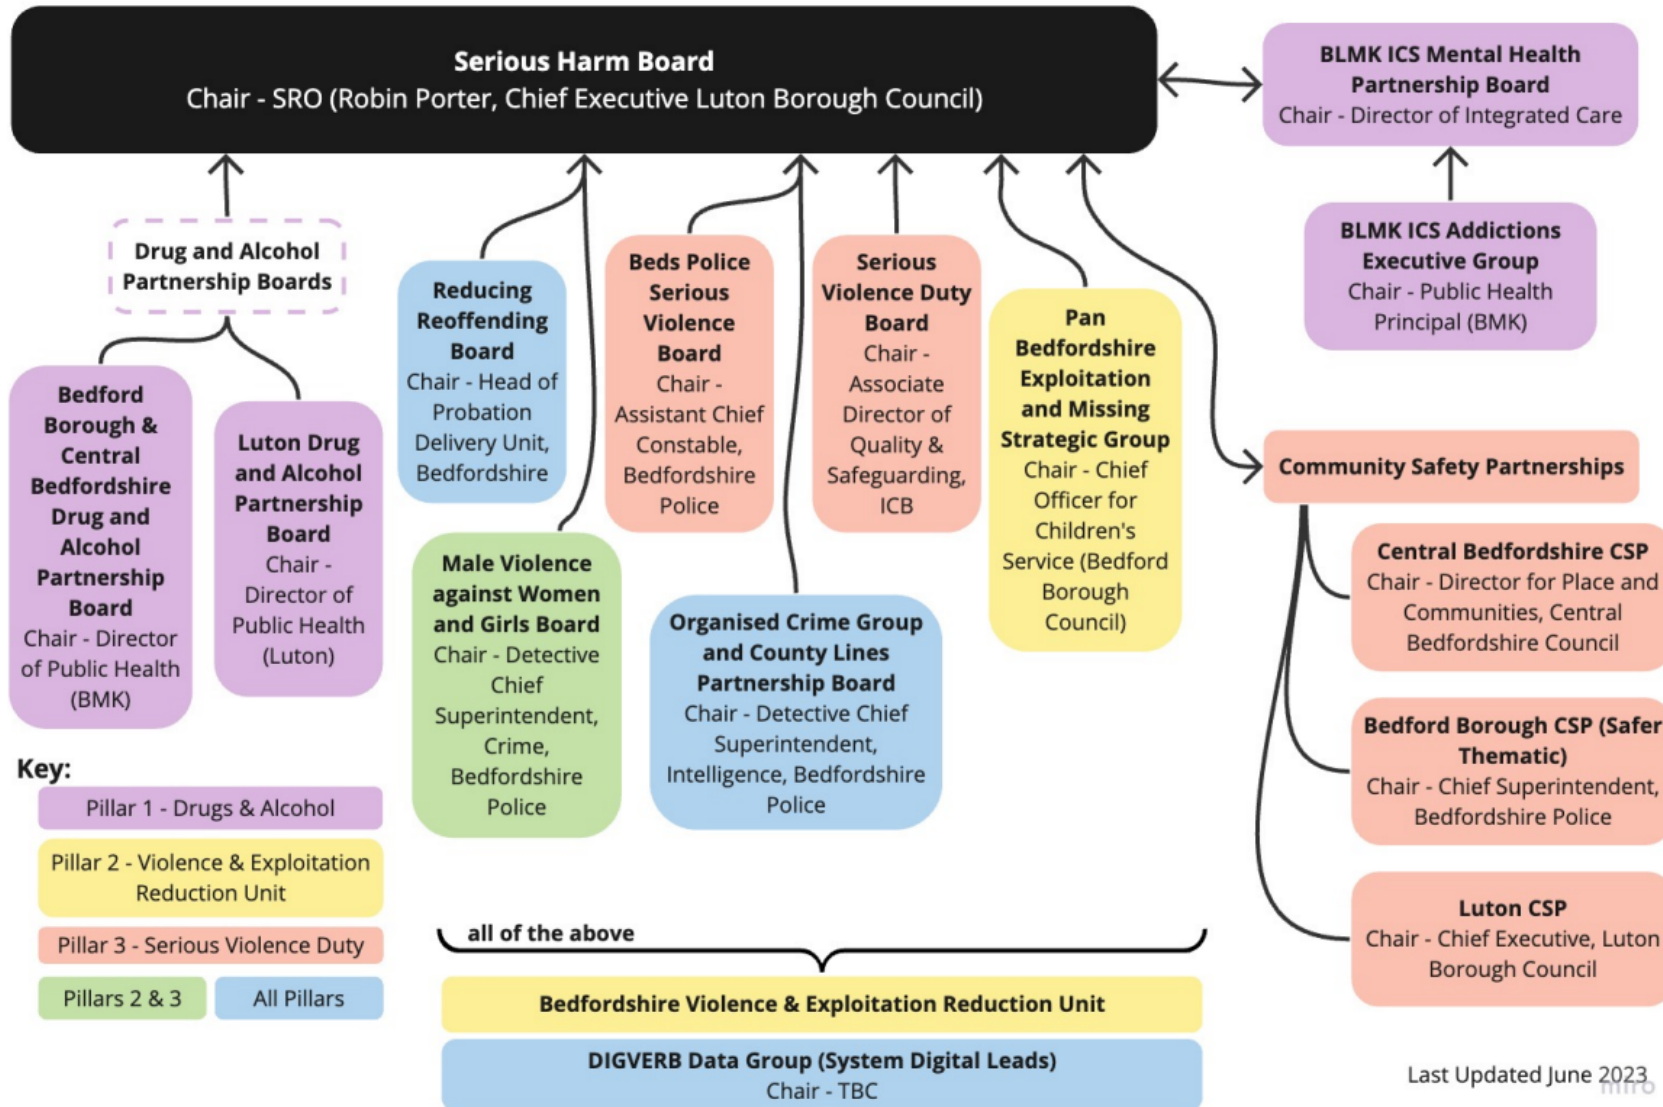 Serious Harm Board
Chair - SRO (Robin Porter, Chief Executive Luton Borough Council)
BLMK ICS Mental Health
Partnership Board
Chair - Director of Integrated Care
BLMK ICS Addictions
Executive Group
Chair - Public Health
Principal (BMK)
Drug and Alcohol
Partnership Boards
Bedford
Borough &
Central
Bedfordshire
Drug and
Alcohol
Partnership
Board
Chair - Director
of Public Health
(BMK)
Luton Drug
and Alcohol
Partnership
Board
Chair -
Director of
Public Health
(Luton)
Reducing
Reoffending
Board
Chair - Head of
Probation
Delivery Unit,
Bedfordshire
Male Violence
against Women
and Girls Board
Chair - Detective
Chief
Superintendent,
Crime,
Bedfordshire
Police
Beds Police
Serious
Violence
Board
Chair -
Assistant Chief
Constable,
Bedfordshire
Police
Organised Crime Group
and County Lines
Partnership Board
Chair - Detective Chief
Superintendent,
Intelligence, Bedfordshire
Police
Serious
Violence Duty
Board
Chair -
Associate
Director of
Quality &
Safeguarding,
ICB
Pan
Bedfordshire
Exploitation
and Missing
Strategic Group
Chair - Chief
Officer for
Children's
Service (Bedford
Borough
Council)
Community Safety Partnerships
Central Bedfordshire CSP
Chair - Director for Place and
Communities, Central
Bedfordshire Council
Bedford Borough CSP (Safer
Thematic)
Chair - Chief Superintendent,
Bedfordshire Police
Luton CSP
Chair - Chief Executive, Luton
Borough Council
Key:
Pillar 1 - Drugs & Alcohol
Pillar 2 - Violence & Exploitation
Reduction Unit
Pillar 3 - Serious Violence Duty
Pillars 2 & 3
All Pillars
all of the above
Bedfordshire Violence & Exploitation Reduction Unit
DIGVERB Data Group (System Digital Leads)
Chair - TBC
Last Updated June 2023
miro